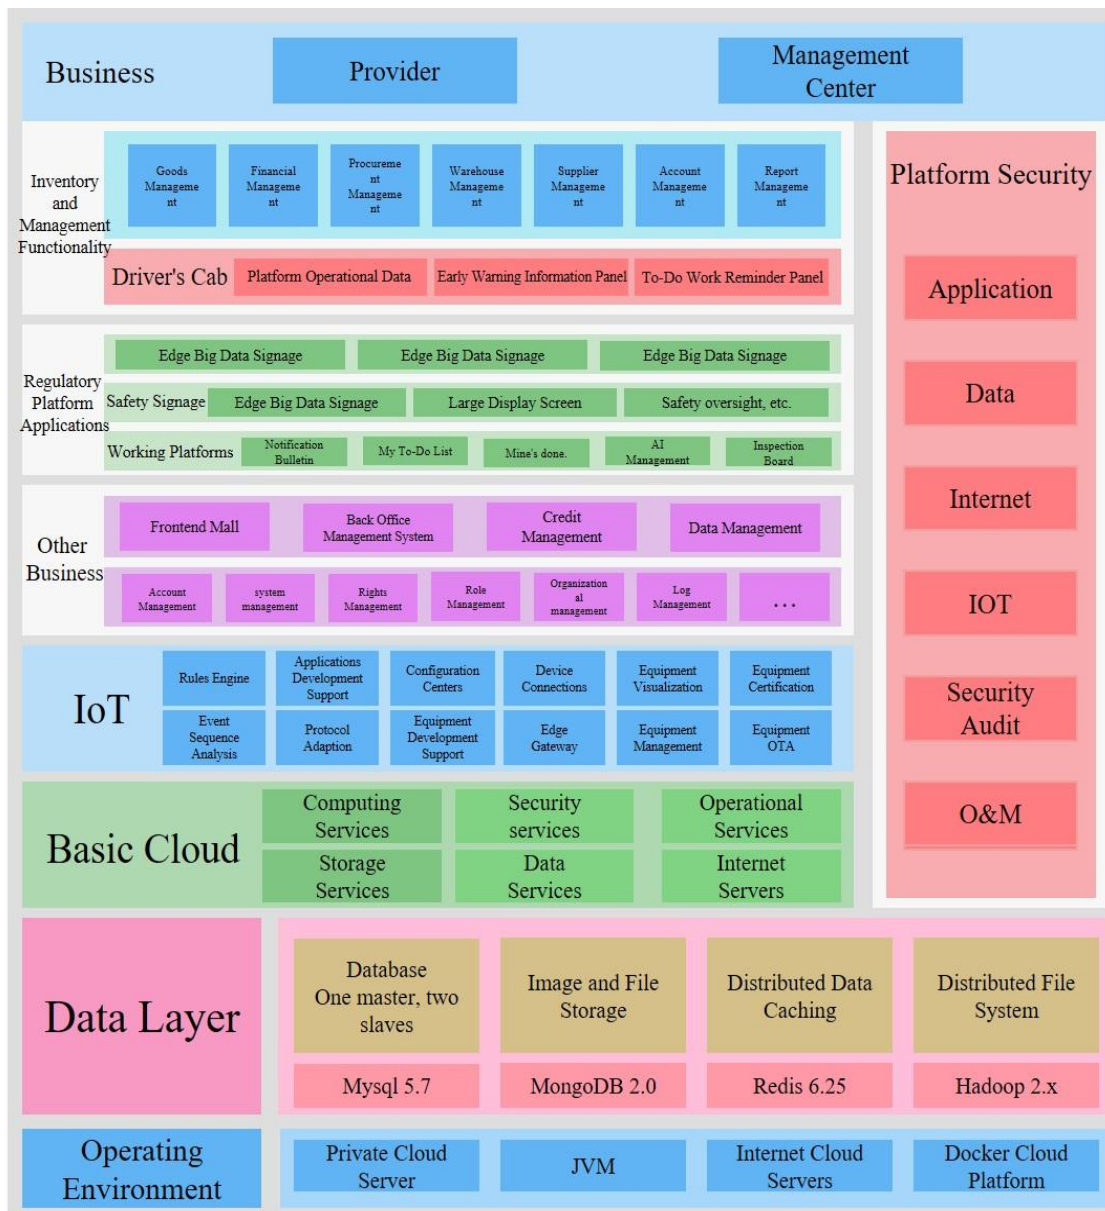 Business
Provider
Management
Center
Inventory
and
Management
Functionality
Goods
Manageme
nt
Financial
Manageme
nt
Procureme
nt
Manageme
nt
Warehouse
Manageme
nt
Supplier
Manageme
nt
Account
Manageme
nt
Report
Manageme
nt
Driver's Cab
Platform Operational Data
Early Warning Information Panel
To-Do Work Reminder Panel
Regulatory
Platform
Applications
Edge Big Data Signage
Edge Big Data Signage
Edge Big Data Signage
Safety Signage
Edge Big Data Signage
Large Display Screen
Safety oversight, etc.
Working Platforms
Notification
Bulletin
My To-Do List
Mine's done.
AI
Management
Inspection
Board
Other
Business
Frontend Mall
Back Office
Management System
Credit
Management
Data Management
Account
Management
system
management
Rights
Management
Role
Management
Organization
al
management
Log
Management
...
IoT
Rules Engine
Applications
Development
Support
Configuration
Centers
Device
Connections
Equipment
Visualization
Equipment
Certification
Event
Sequence
Analysis
Protocol
Adaption
Equipment
Development
Support
Edge
Gateway
Equipment
Management
Equipment
OTA
Basic Cloud
Computing
Services
Security
services
Operational
Services
Storage
Services
Data
Services
Internet
Servers
Platform Security
Application
Data
Internet
IOT
Security
Audit
O&M
Data Layer
Database
One master, two
slaves
Image and File
Storage
Distributed Data
Caching
Distributed File
System
Mysql 5.7
MongoDB 2.0
Redis 6.25
Hadoop 2.x
Operating
Environment
Private Cloud
Server
JVM
Internet Cloud
Servers
Docker Cloud
Platform